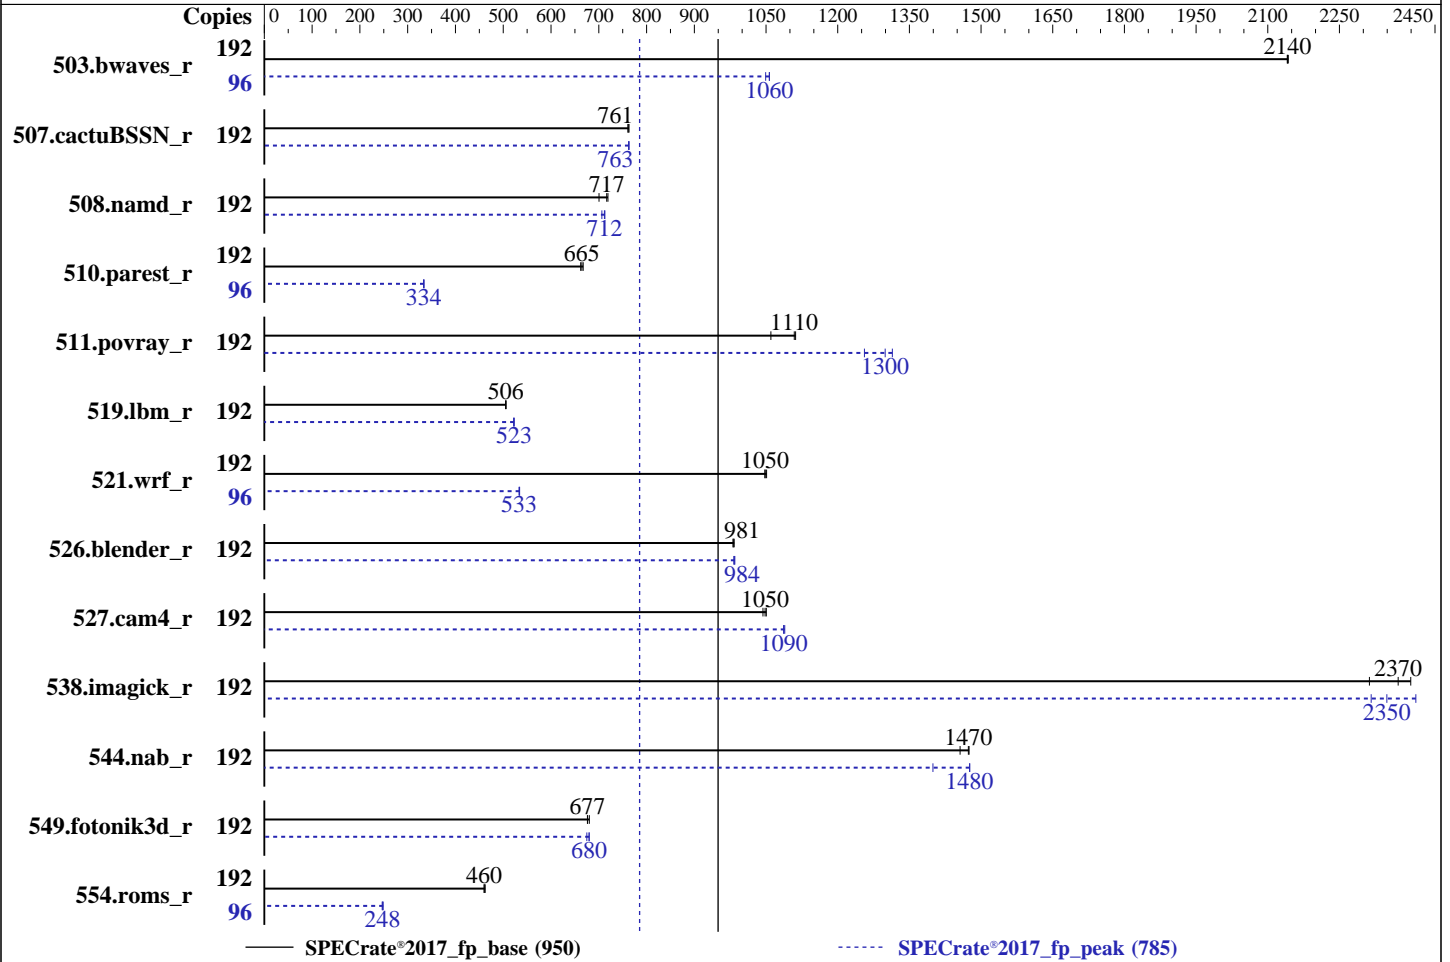 Copies 0 100 200 300 400 500 600 700 800 900 1050 1200 1350 1500 1650 1800 1950 2100 2250 2450
503.bwaves_r 192 2140
96 1060
507.cactuBSSN_r 192 761
763
508.namd_r 192 717
712
510.parest_r 192 665
96 334
511.povray_r 192 1110
1300
519.lbm_r 192 506
523
521.wrf_r 192 1050
96 533
526.blender_r 192 981
984
527.cam4_r 192 1050
1090
538.imagick_r 192 2370
2350
544.nab_r 192 1470
1480
549.fotonik3d_r 192 677
680
554.roms_r 192 460
96 248
SPECrate®2017_fp_base (950) SPECrate®2017_fp_peak (785)